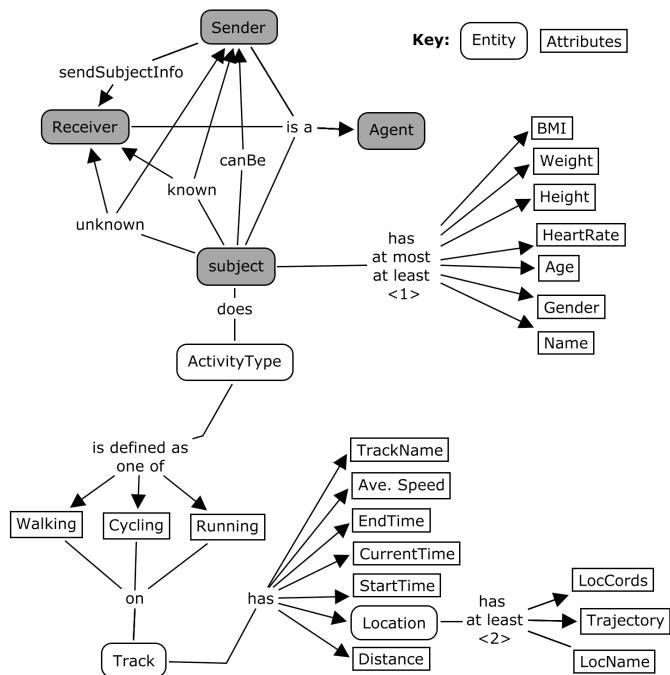 Sender
Key:
Entity
Attributes
sendSubjectInfo
Receiver
is a
Agent
BMI
Weight
Height
canBe
known
unknown
subject
has
at most
at least
<1>
HeartRate
Age
Gender
Name
does
ActivityType
is defined as
one of
Walking
Cycling
Running
on
Track
has
TrackName
Ave. Speed
EndTime
CurrentTime
StartTime
Location
Distance
has
at least
<2>
LocCords
Trajectory
LocName